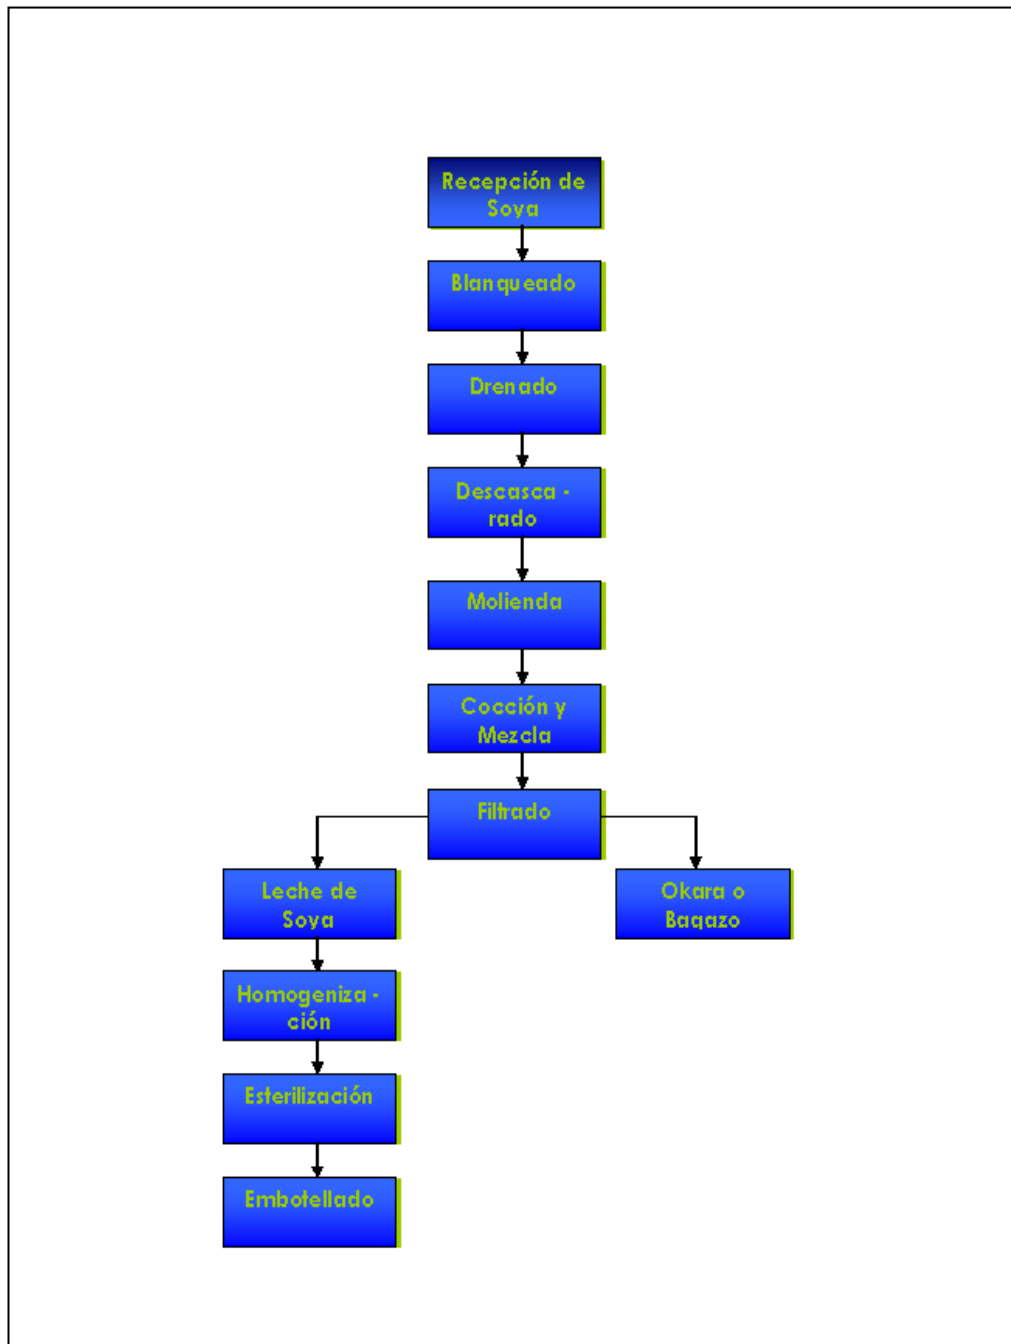 Recepción de
Soya
Blanqueado
Drenado
Descasca -
rado
Molienda
Cocción y
Mezcla
Filtrado
Leche de
Soya
Okara o
Bagazo
Homogeniza -
ción
Esterilización
Embotellado